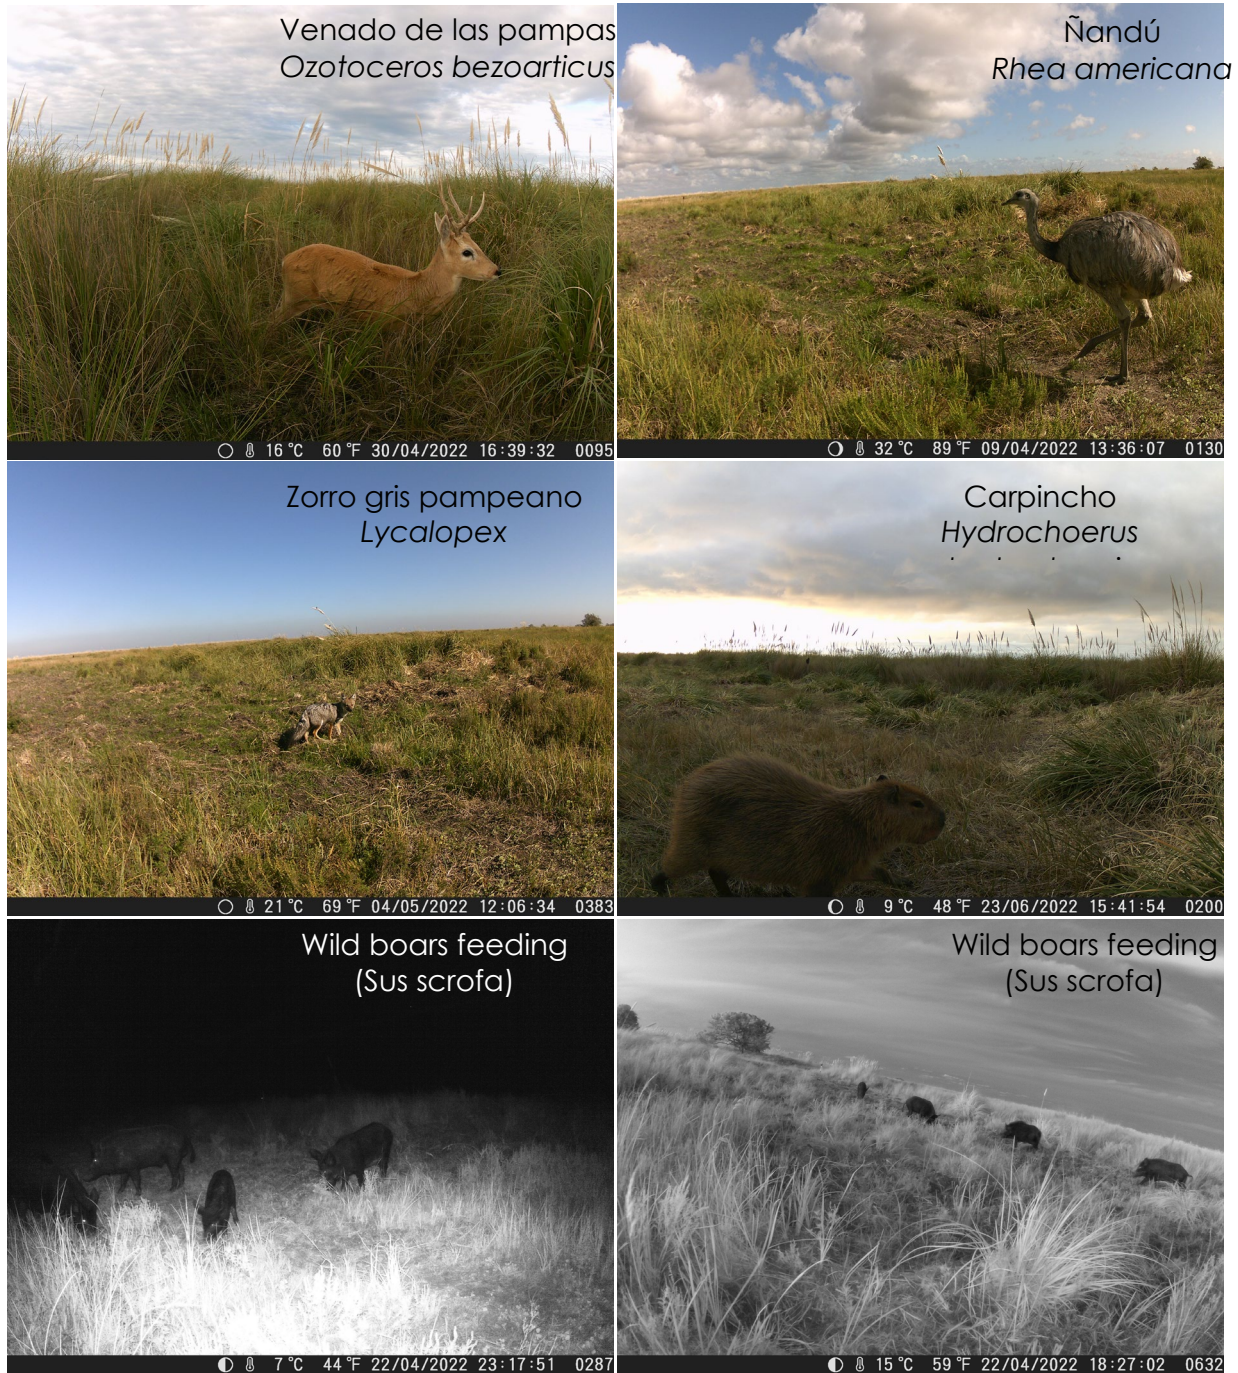 Venado de las pampas
Ozotoceros bezoarticus
16°C 60°F 30/04/2022 16:39:32 0095
Ñandú
Rhea americana
32°C 89°F 09/04/2022 13:36:07 0130
Zorro gris pampeano
Lycalopex
21°C 69°F 04/05/2022 12:06:34 0383
Carpincho
Hydrochoerus
9°C 48°F 23/06/2022 15:41:54 0200
Wild boars feeding
(Sus scrofa)
7°C 44°F 22/04/2022 23:17:51 0287
Wild boars feeding
(Sus scrofa)
15°C 59°F 22/04/2022 18:27:02 0632